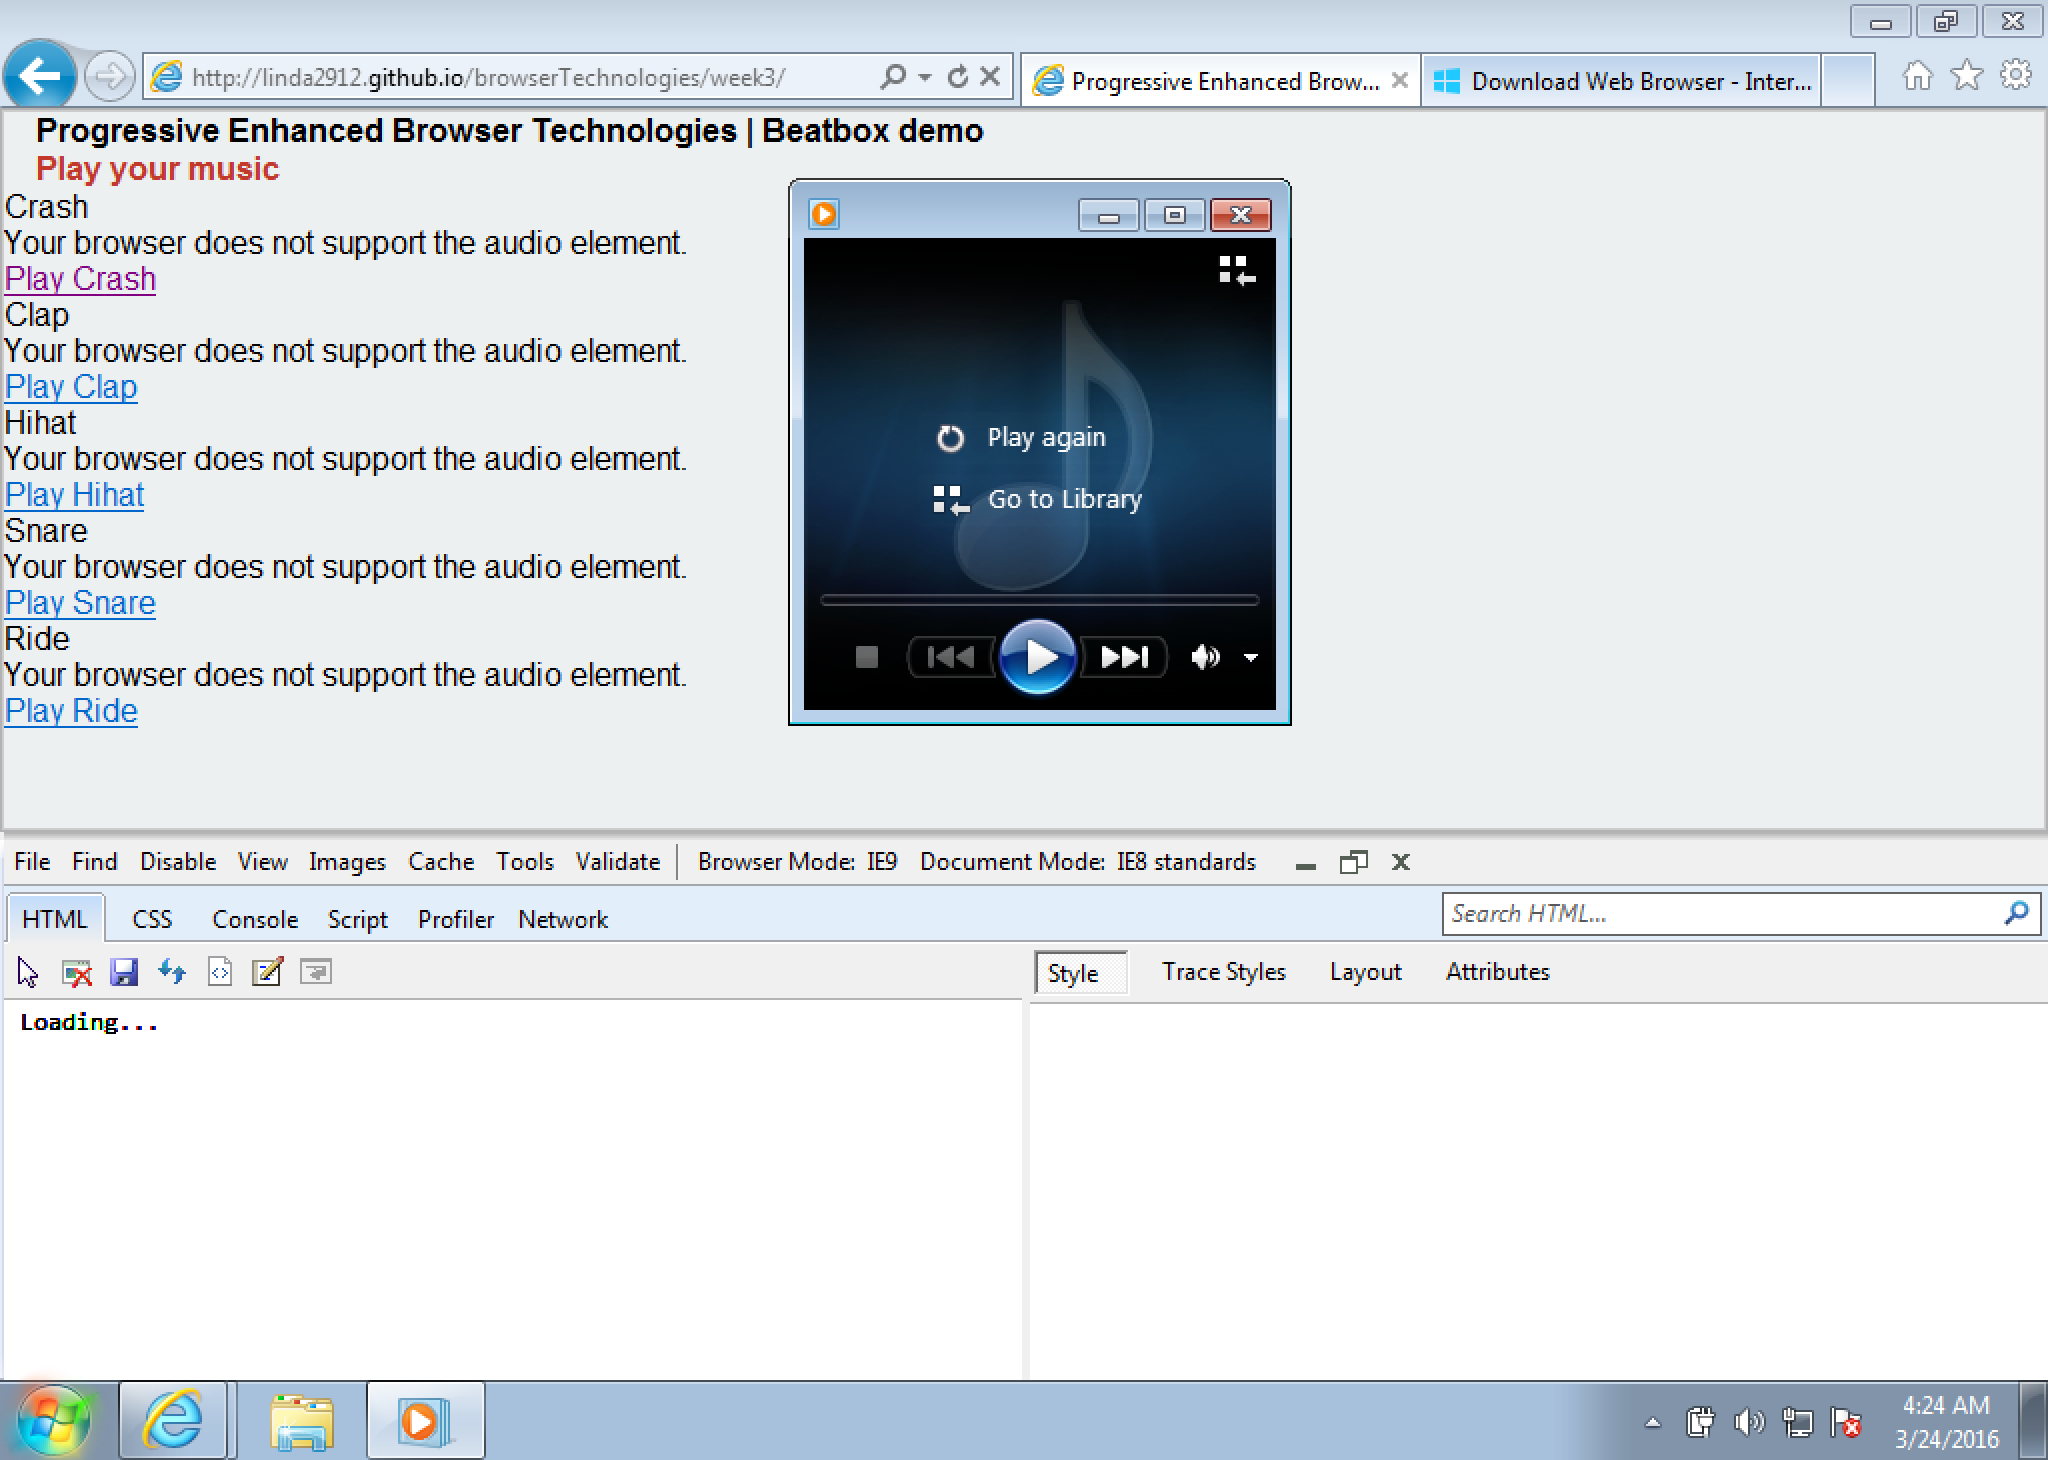 http://linda2912.github.io/browserTechnologies/week3/
Progressive Enhanced Brow...
Download Web Browser - Inter...
Progressive Enhanced Browser Technologies | Beatbox demo
Play your music
Crash
Your browser does not support the audio element.
Play Crash
Clap
Your browser does not support the audio element.
Play Clap
Hihat
Your browser does not support the audio element.
Play Hihat
Snare
Your browser does not support the audio element.
Play Snare
Ride
Your browser does not support the audio element.
Play Ride
Play again
Go to Library
File Find Disable View Images Cache Tools Validate Browser Mode: IE9 Document Mode: IE8 standards
HTML CSS Console Script Profiler Network
Search HTML...
Style Trace Styles Layout Attributes
Loading...
4:24 AM
3/24/2016